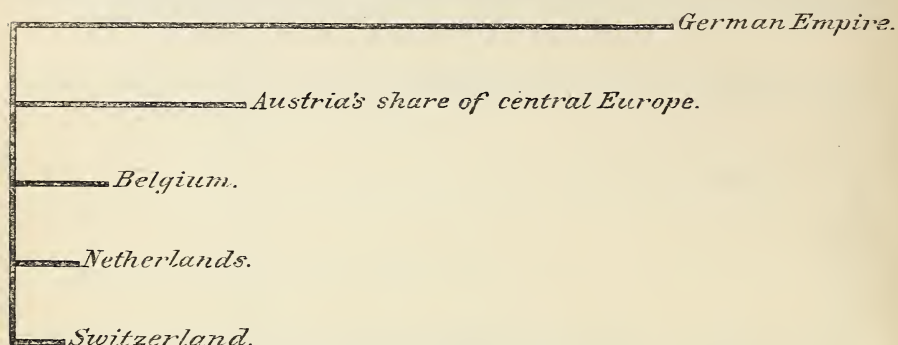 German Empire.
Austria's share of central Europe.
Belgium.
Netherlands.
Switzerland.